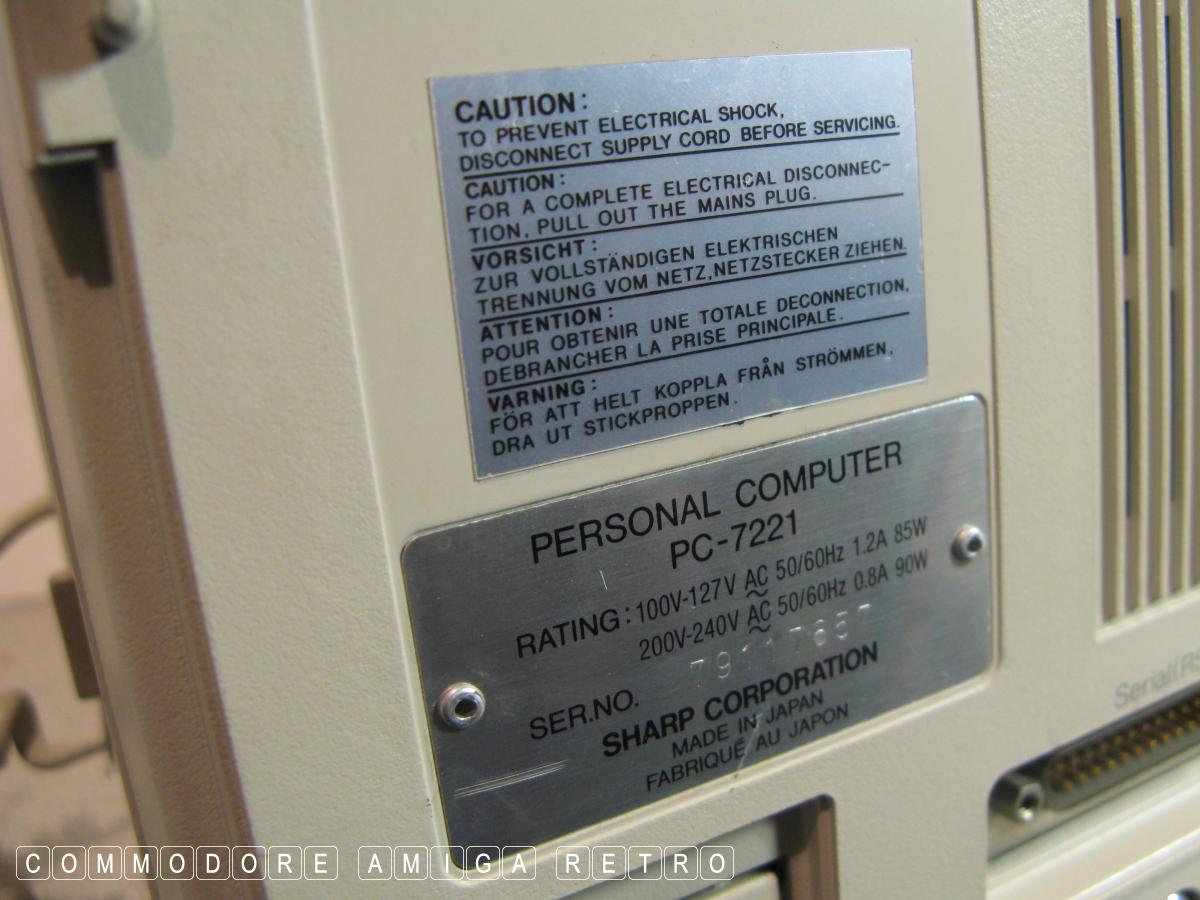 CAUTION:
TO PREVENT ELECTRICAL SHOCK,
DISCONNECT SUPPLY CORD BEFORE SERVICING.
CAUTION:
FOR A COMPLETE ELECTRICAL DISCONNEC-
TION, PULL OUT THE MAINS PLUG.
VORSICHT:
ZUR VOLLSTÄNDIGEN ELEKTRISCHEN
TRENNUNG VOM NETZ,NETZSTECKER ZIEHEN.
ATTENTION:
POUR OBTENIR UNE TOTALE DECONNECTION,
DEBRANCHER LA PRISE PRINCIPALE.
VARNING:
FÖR ATT HELT KOPPLA FRÅN STRÖMMEN,
DRA UT STICKPROPPEN.
PERSONAL COMPUTER
PC-7221
RATING: 100V-127V AC 50/60Hz 1.2A 85W
200V-240V AC 50/60Hz 0.8A 90W
SER.NO. 79117657
SHARP CORPORATION
MADE IN JAPAN
FABRIQUÉ AU JAPON
Serial
COMMODORE AMIGA RETRO